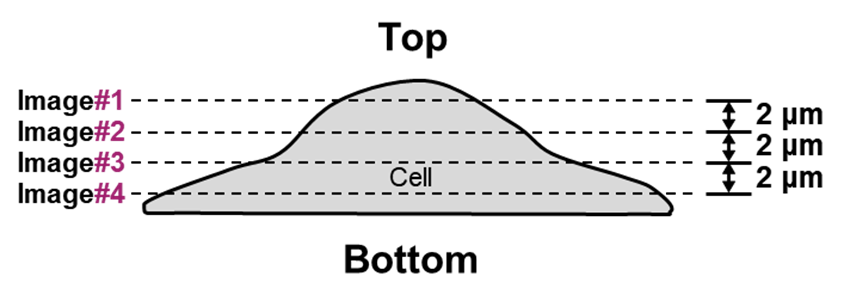 Top
Image#1
2 µm
Image#2
2 µm
Image#3
Cell
2 µm
Image#4
Bottom